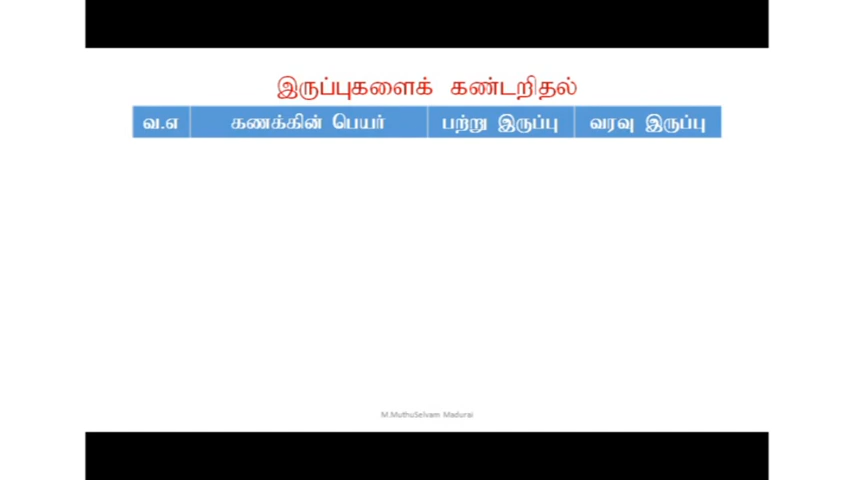 இருப்புகளைக் கண்டறிதல்
வ.எ கணக்கின் பெயர் பற்று இருப்பு வரவு இருப்பு
M.MuthuSelvam Madurai